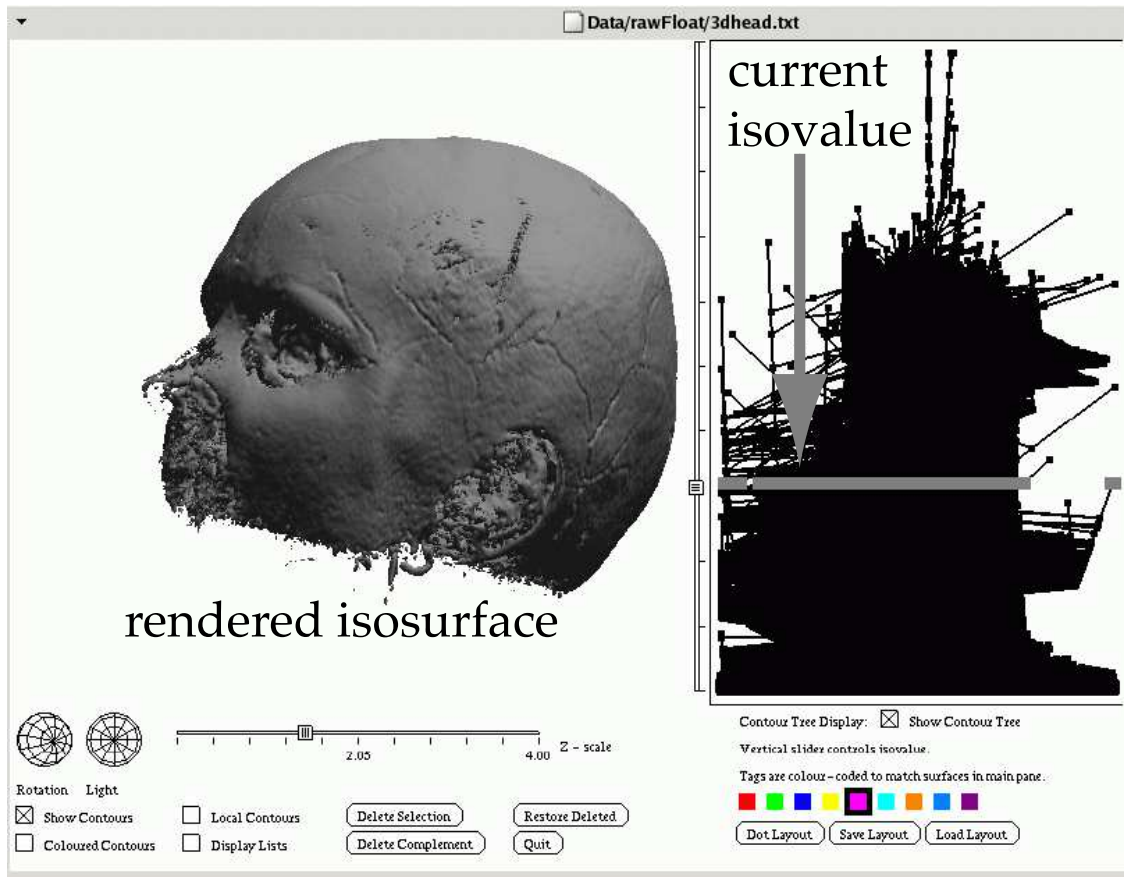 Data/rawFloat/3dhead.txt
current
isovalue
rendered isosurface
2.05
4.00
Z - scale
Rotation
Light
Show Contours
Local Contours
Delete Selection
Restore Deleted
Coloured Contours
Display Lists
Delete Complement
Quit
Contour Tree Display:
Show Contour Tree
Vertical slider controls isovalue.
Tags are colour-coded to match surfaces in main pane.
Dot Layout
Save Layout
Load Layout